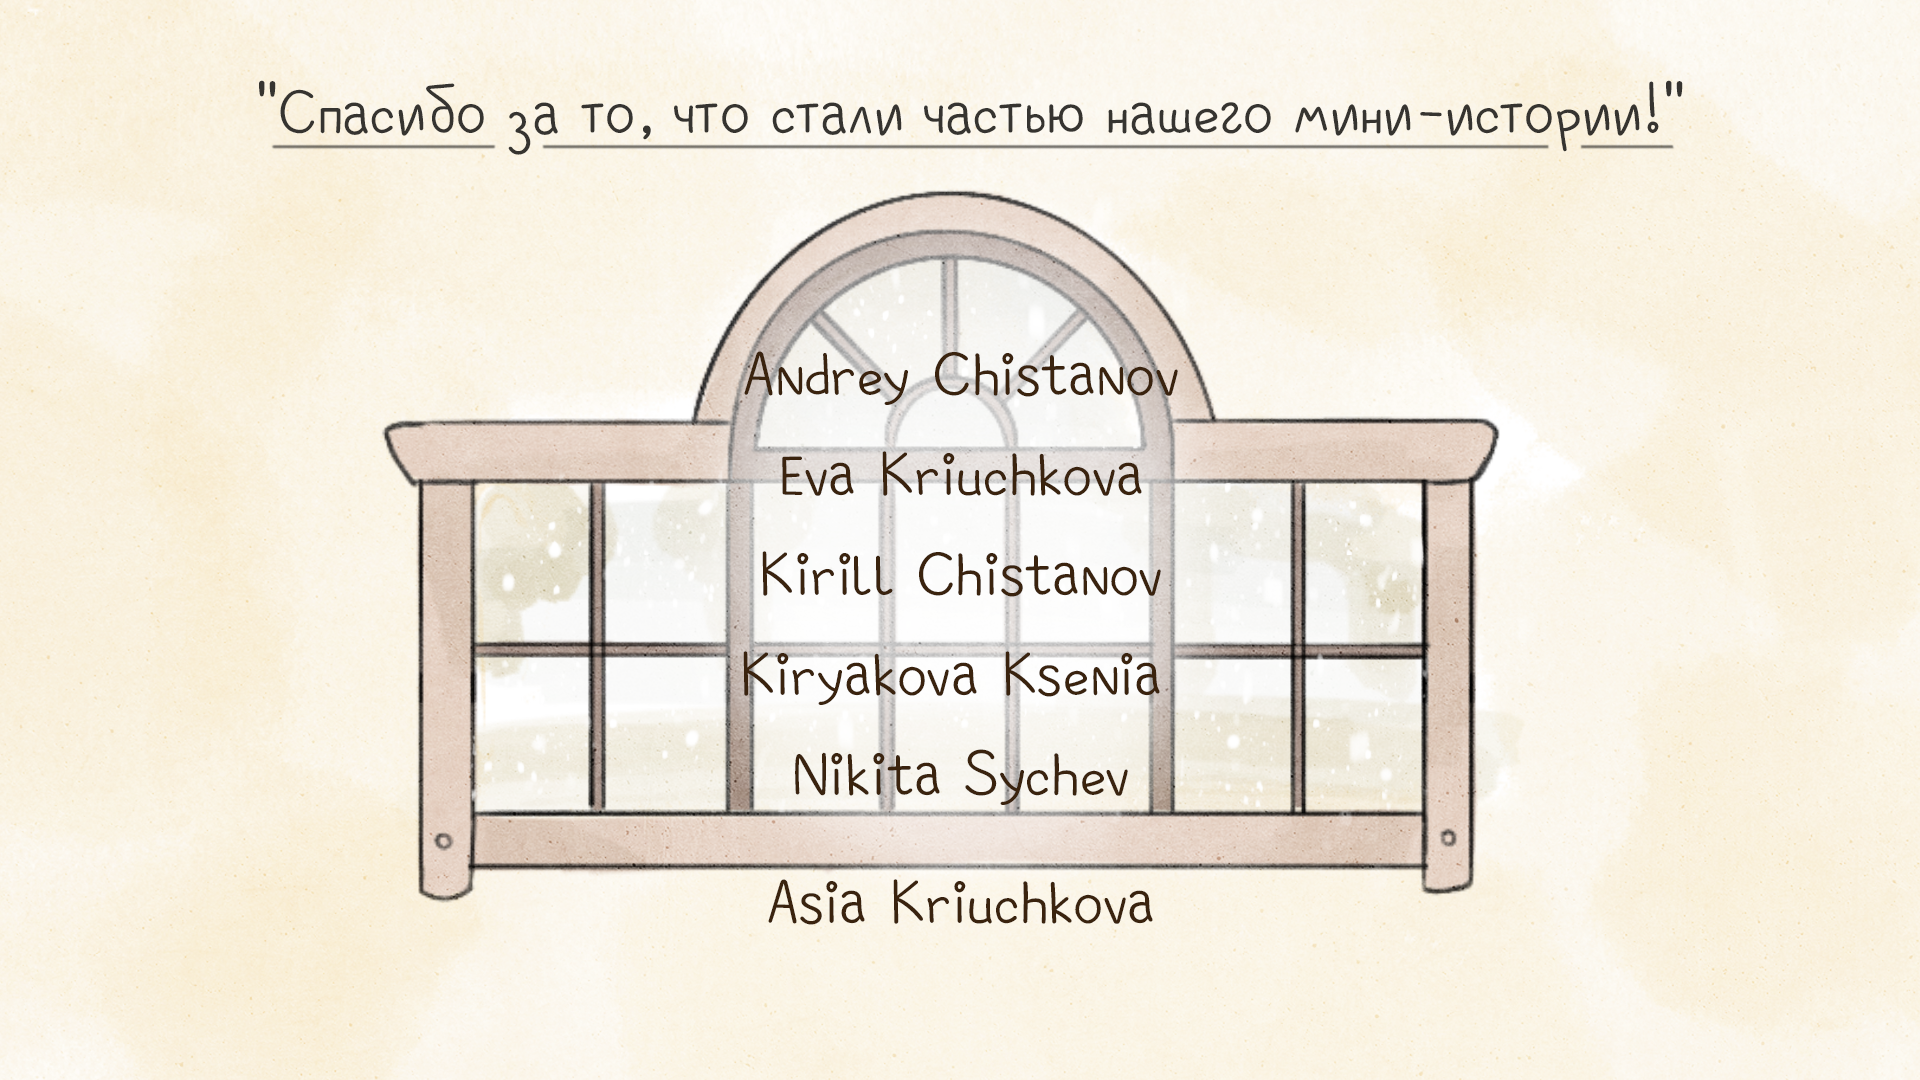 "Спасибо за то, что стали частью нашего мини-истории!"
Andrey Chistanov
Eva Kriuchkova
Kirill Chistanov
Kiryakova Ksenia
Nikita Sychev
Asia Kriuchkova